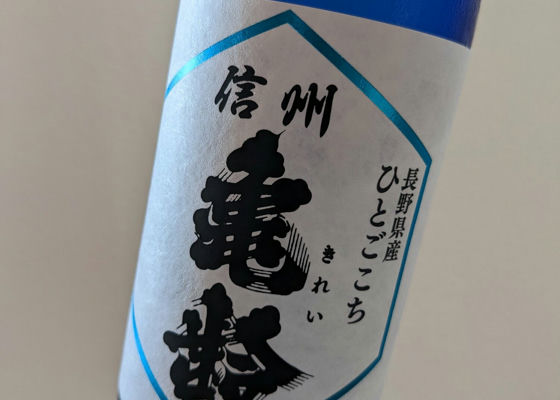 信州
亀齢
きれい
長野県産
ひとごこち